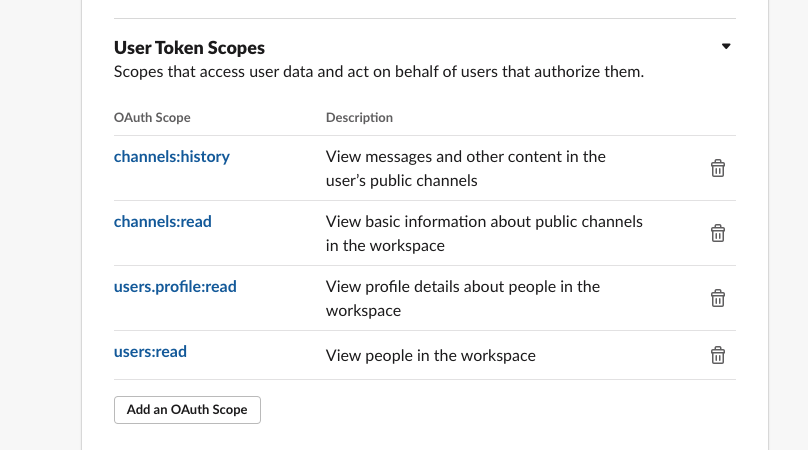 User Token Scopes
Scopes that access user data and act on behalf of users that authorize them.
OAuth Scope
Description
channels:history
View messages and other content in the
user’s public channels
channels:read
View basic information about public channels
in the workspace
users.profile:read
View profile details about people in the
workspace
users:read
View people in the workspace
Add an OAuth Scope